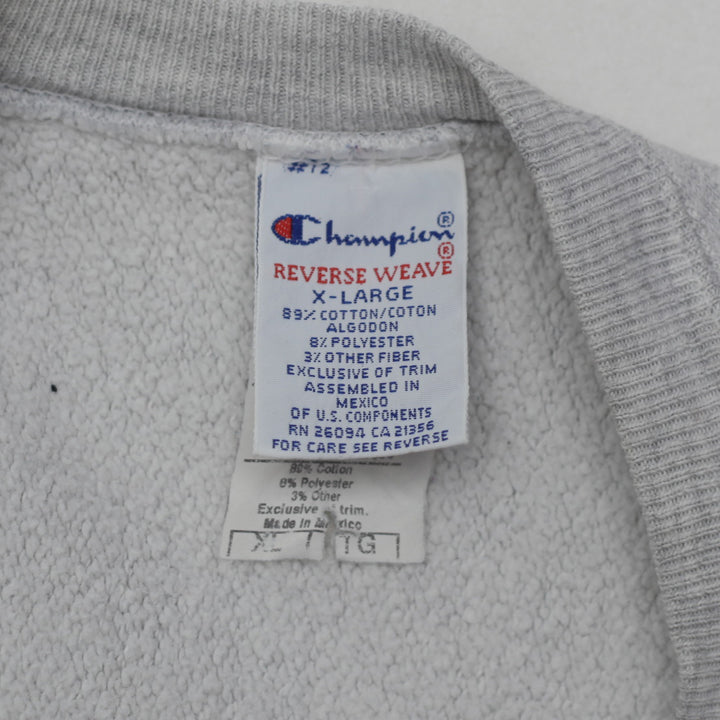 #12
Champion ®
REVERSE WEAVE ®
X-LARGE
89% COTTON/COTON
ALGODON
8% POLYESTER
3% OTHER FIBER
EXCLUSIVE OF TRIM
ASSEMBLED IN
MEXICO
OF U.S. COMPONENTS
RN 26094 CA 21356
FOR CARE SEE REVERSE
89% Cotton
8% Polyester
3% Other
Exclusive of trim.
Made in Mexico
XL TG